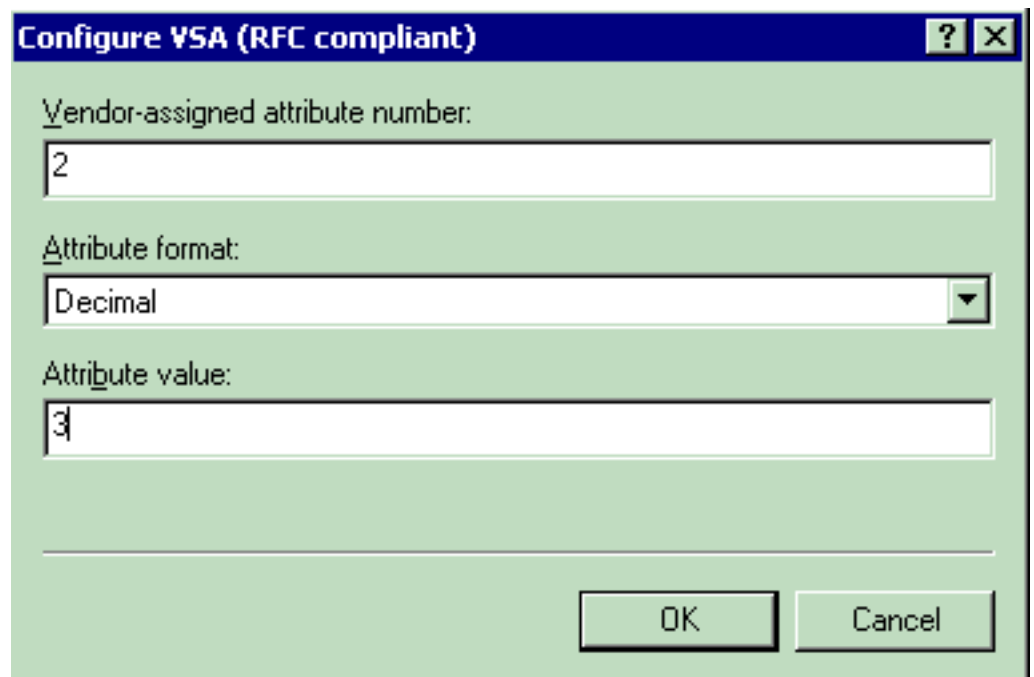 Configure VSA (RFC compliant)
Vendor-assigned attribute number:
2
Attribute format:
Decimal
Attribute value:
3
OK Cancel